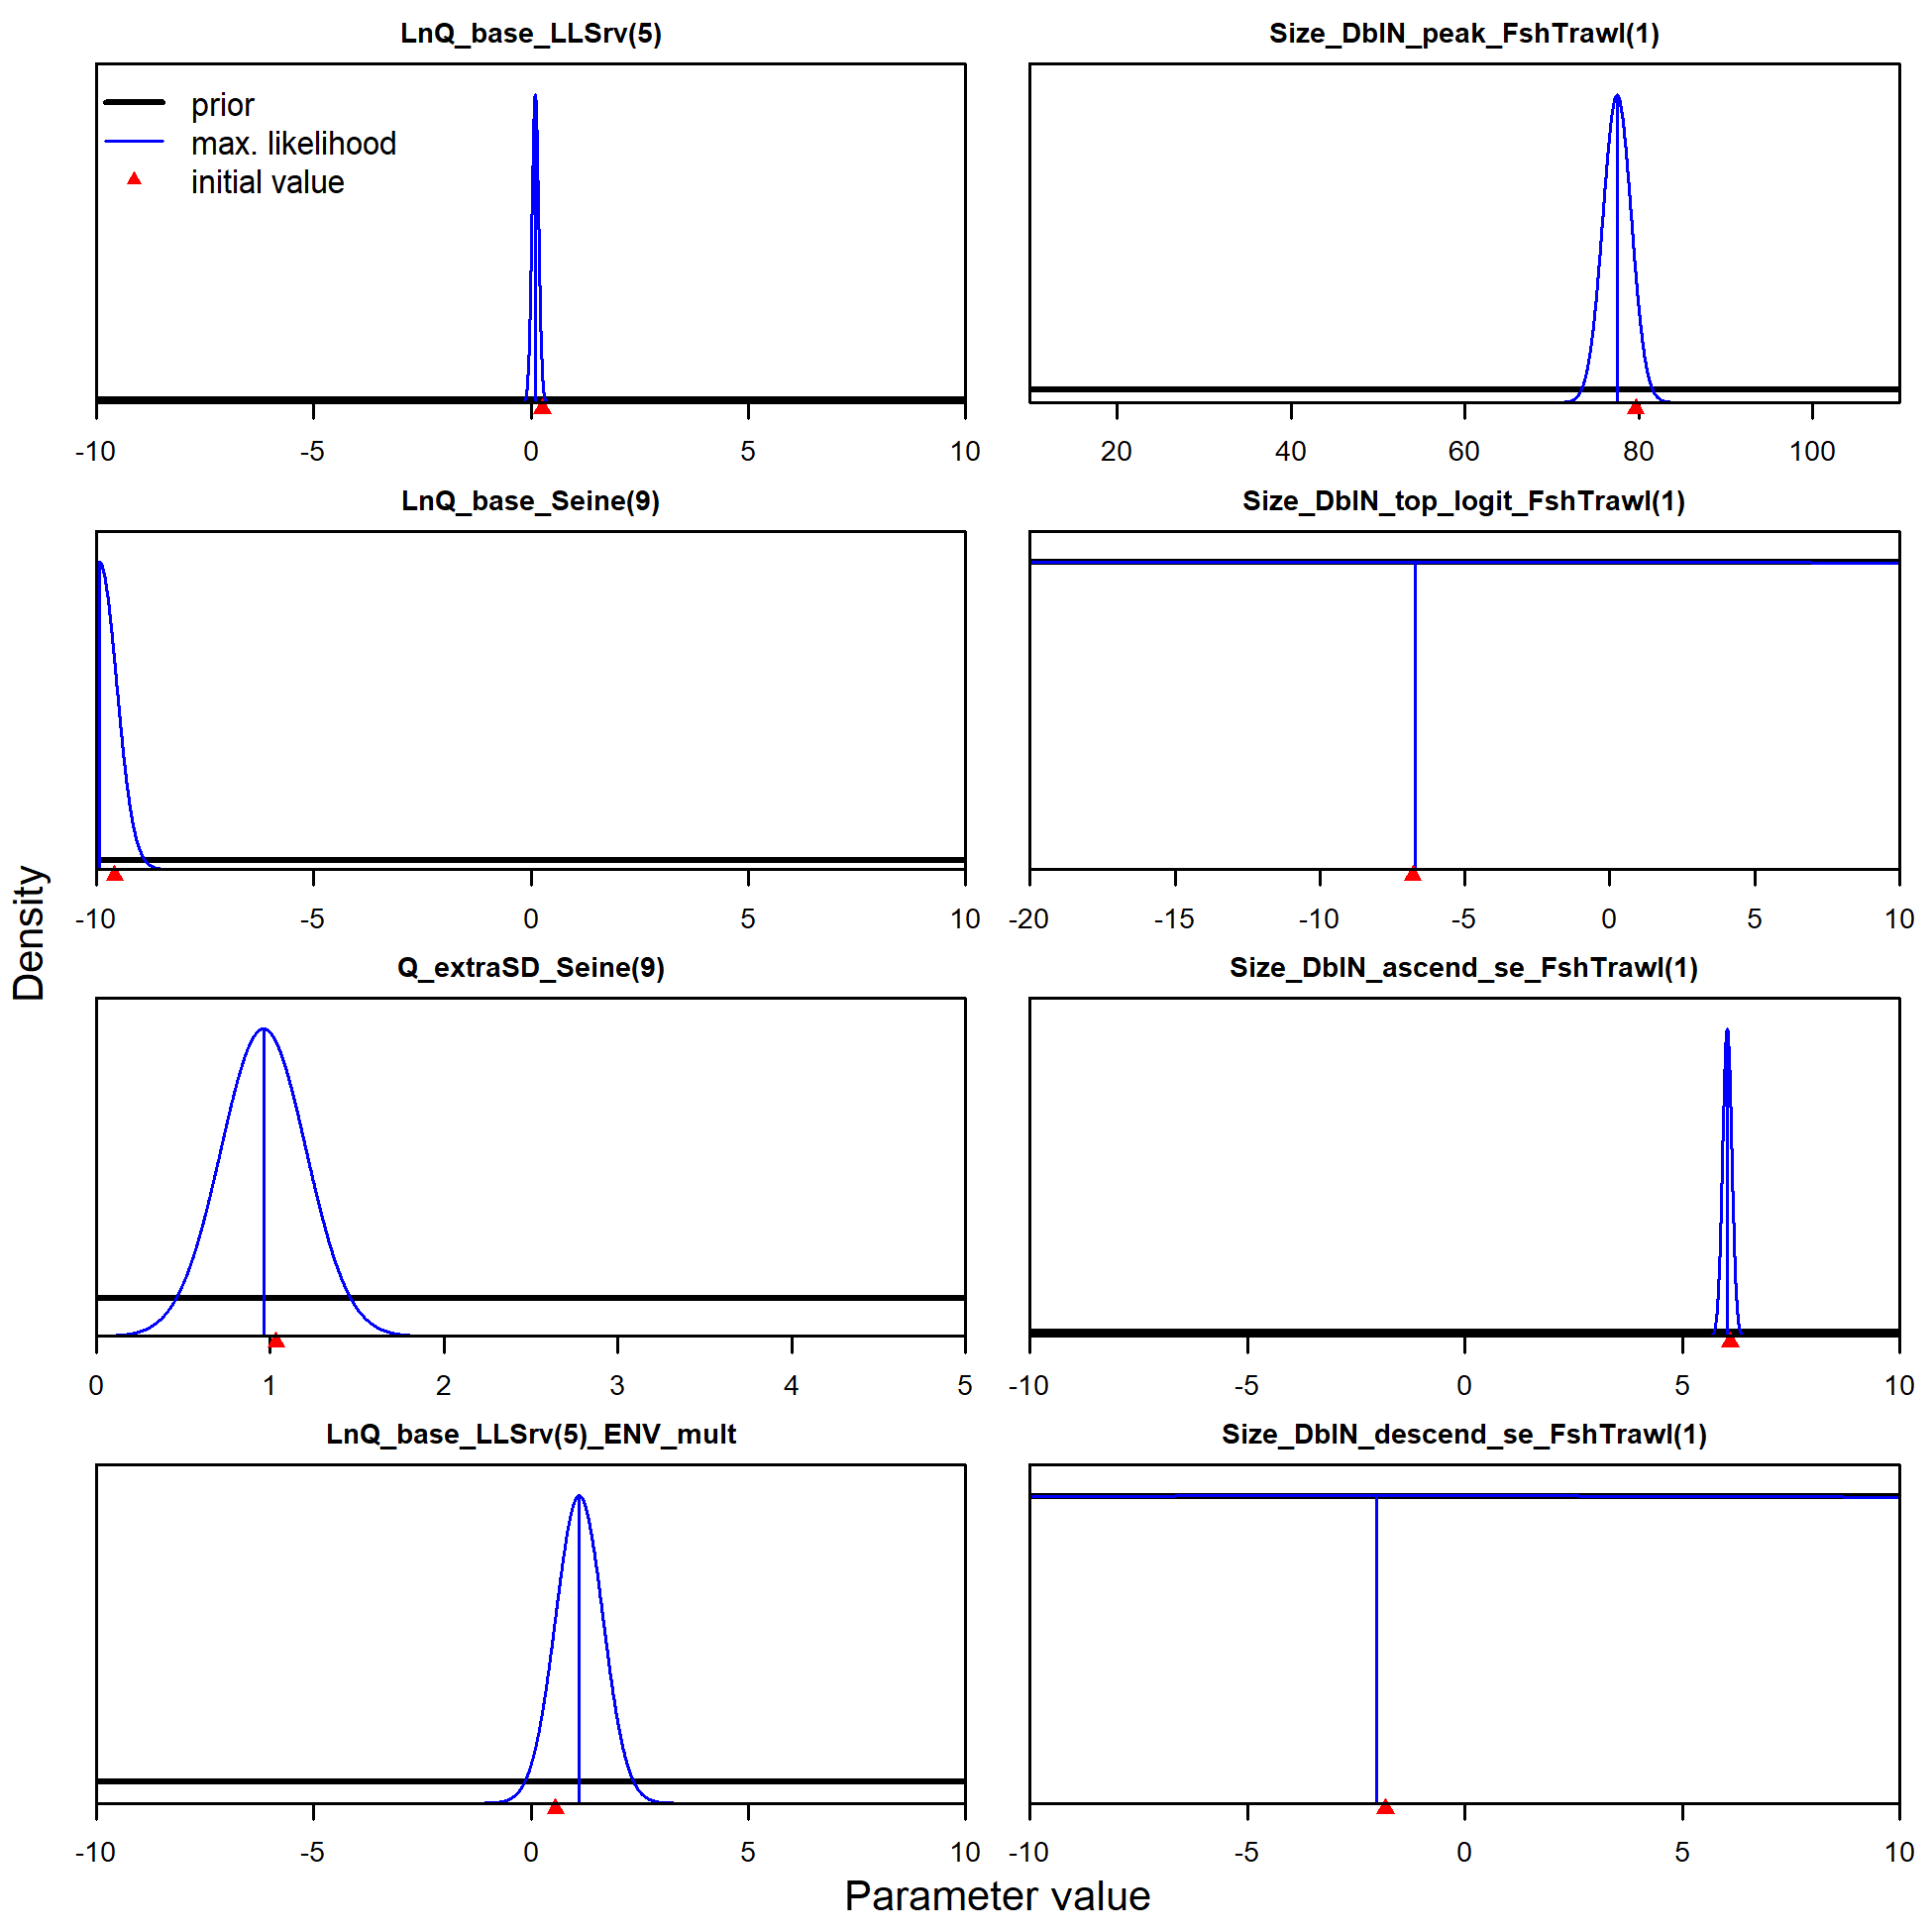 LnQ_base_LLSrv(5)
prior
max. likelihood
initial value
-10 -5 0 5 10
Size_DblN_peak_FshTrawl(1)
20 40 60 80 100
LnQ_base_Seine(9)
-10 -5 0 5 10
Size_DblN_top_logit_FshTrawl(1)
-20 -15 -10 -5 0 5 10
Q_extraSD_Seine(9)
0 1 2 3 4 5
Size_DblN_ascend_se_FshTrawl(1)
-10 -5 0 5 10
LnQ_base_LLSrv(5)_ENV_mult
-10 -5 0 5 10
Size_DblN_descend_se_FshTrawl(1)
-10 -5 0 5 10
Density
Parameter value